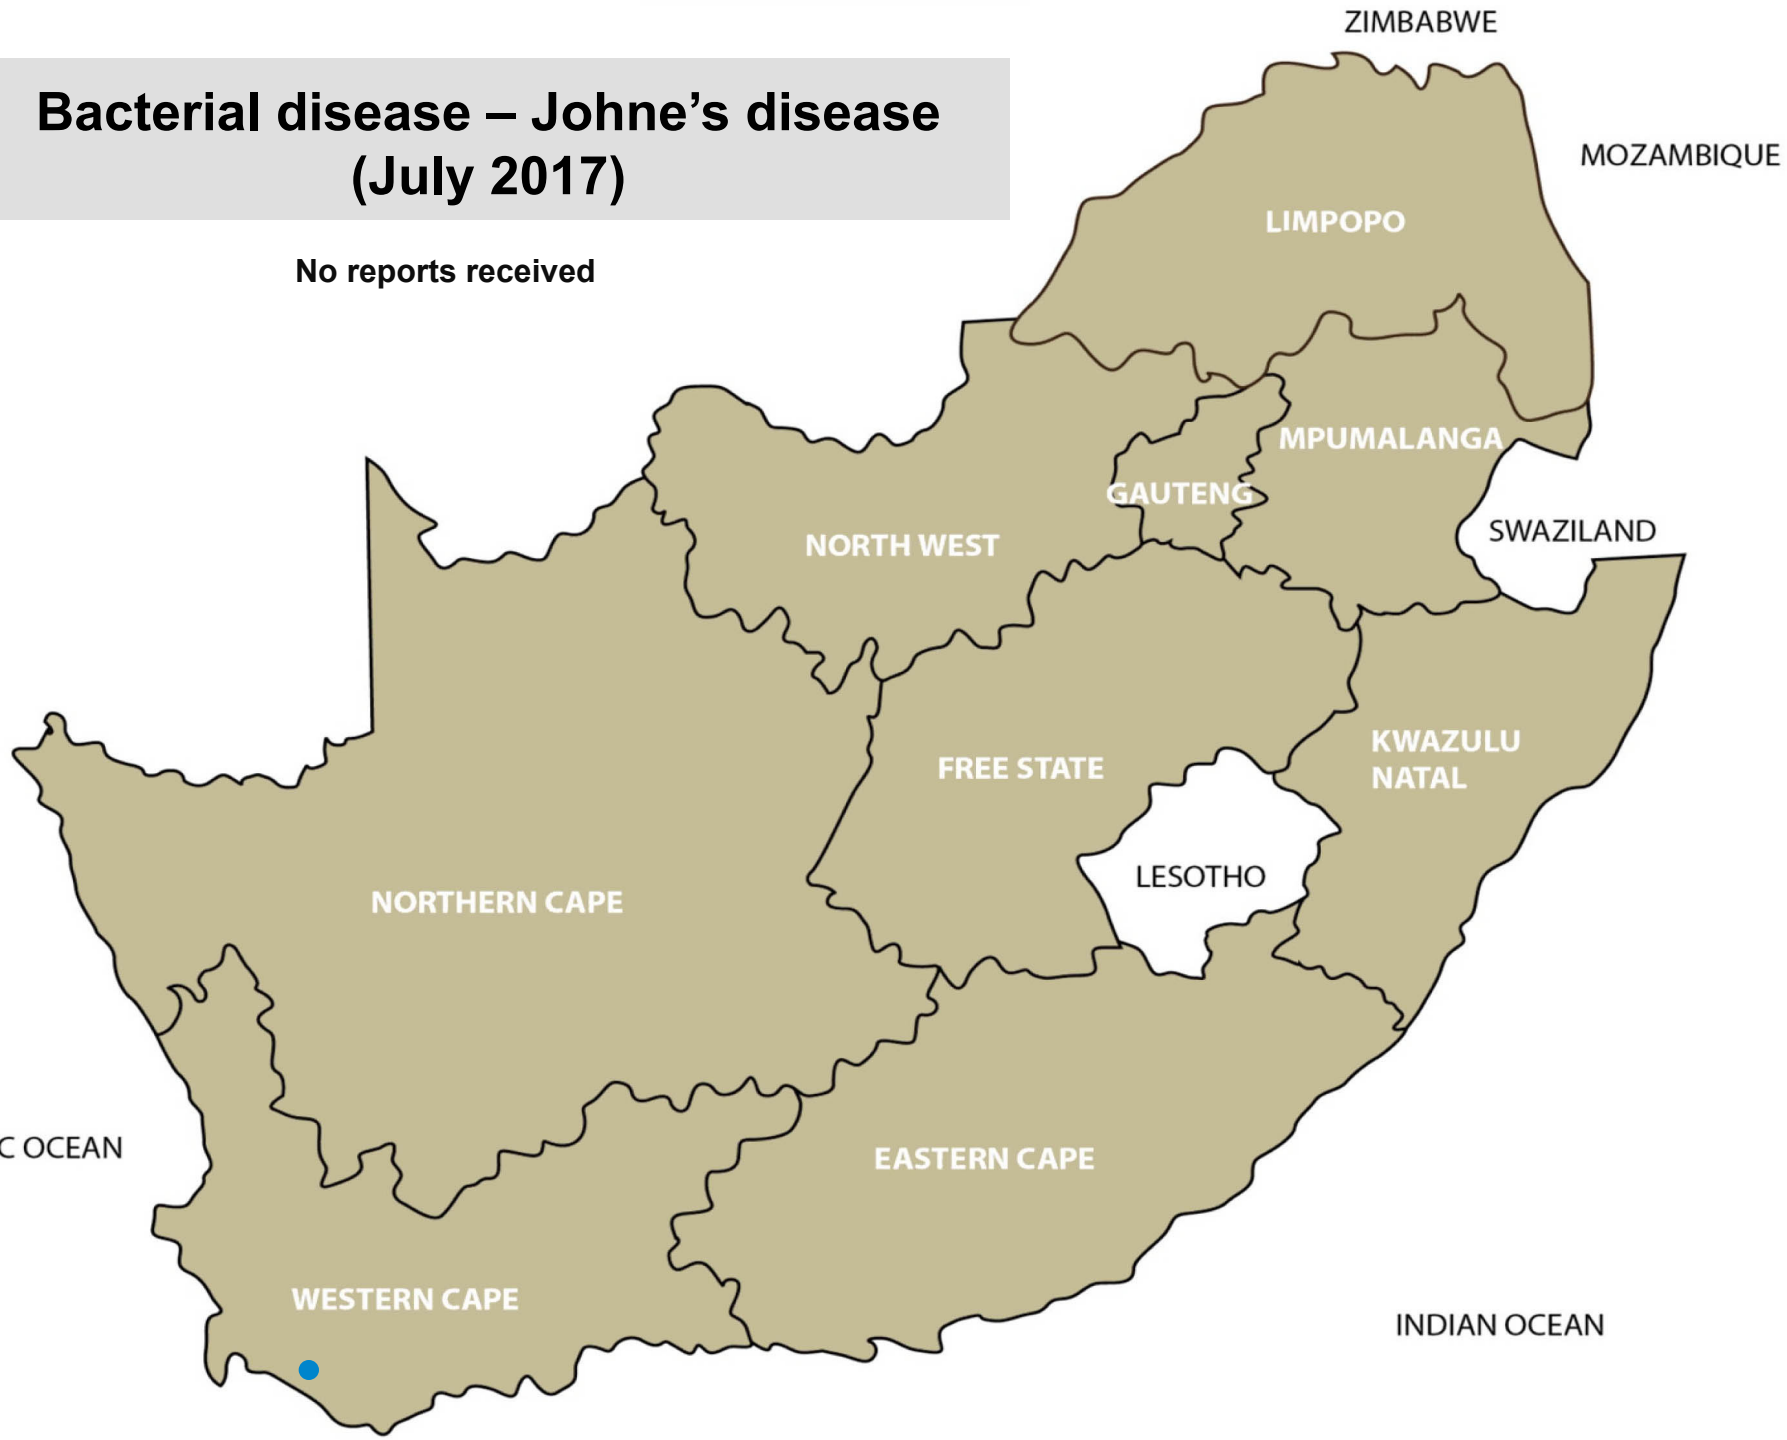 ZIMBABWE
Bacterial disease – Johne’s disease
(July 2017)
MOZAMBIQUE
LIMPOPO
No reports received
MPUMALANGA
GAUTENG
SWAZILAND
NORTH WEST
KWAZULU
NATAL
FREE STATE
LESOTHO
NORTHERN CAPE
C OCEAN
EASTERN CAPE
WESTERN CAPE
INDIAN OCEAN